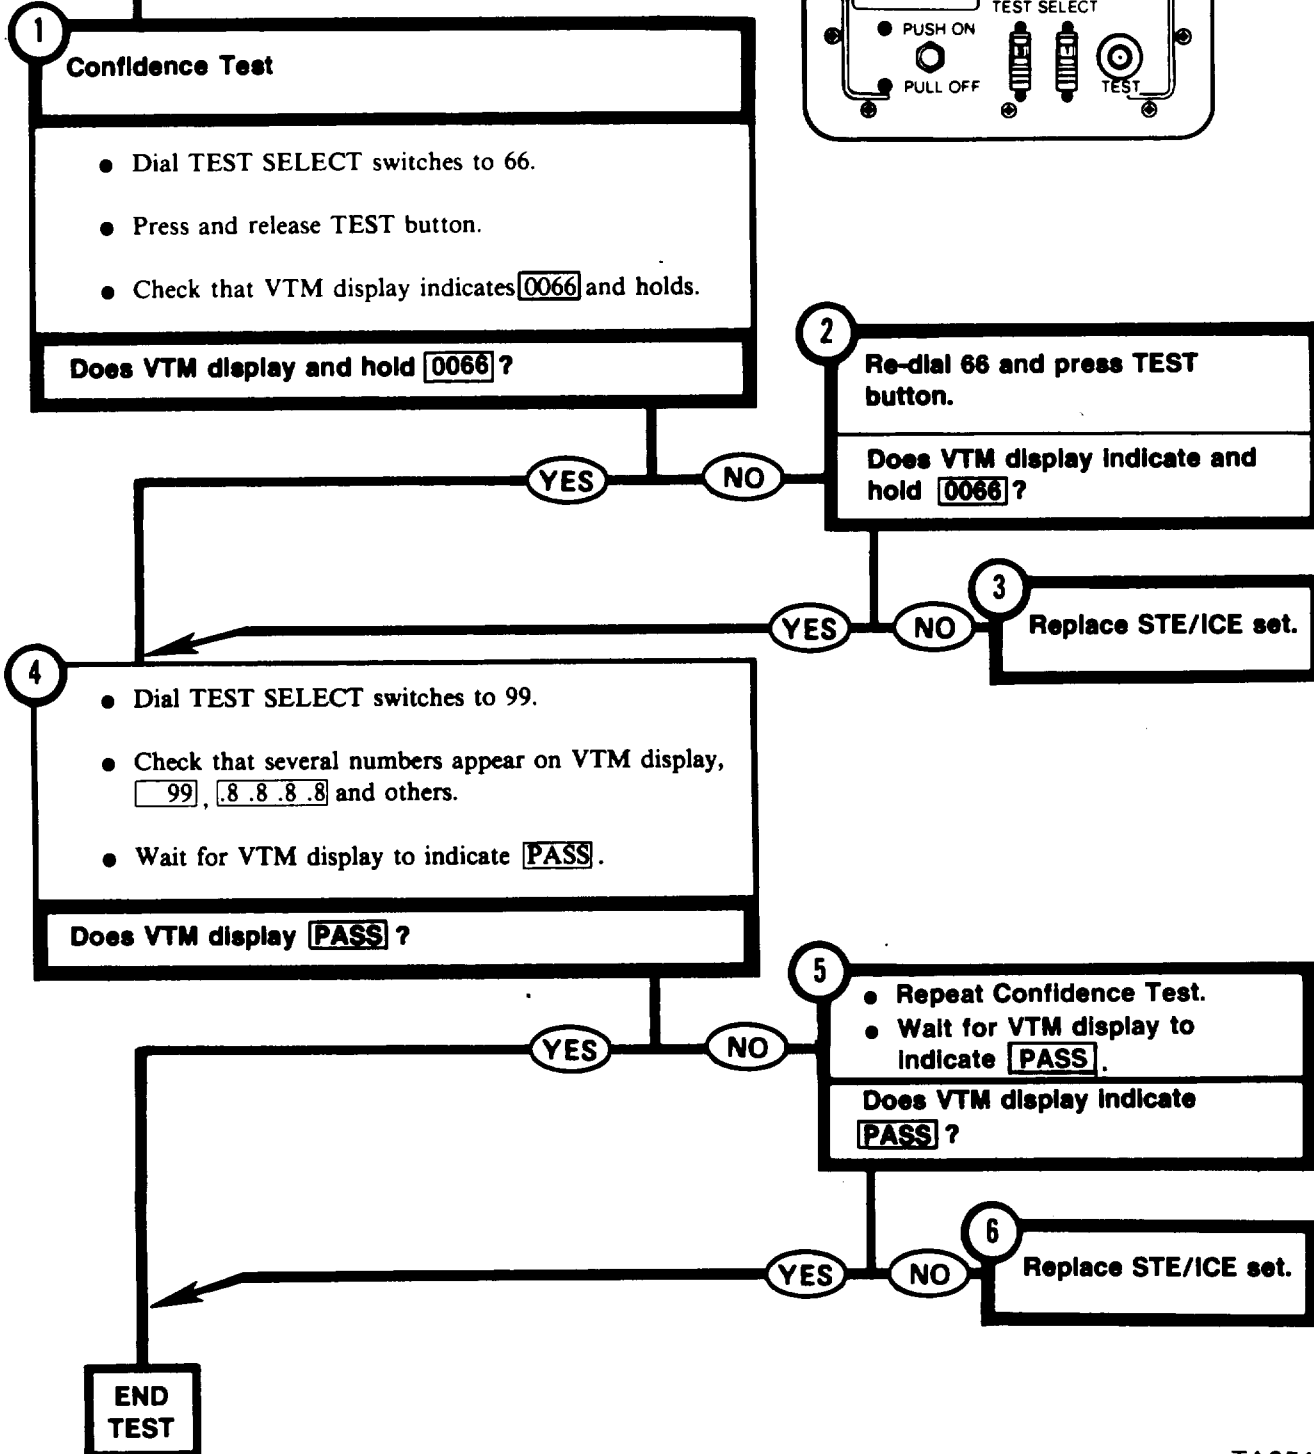 1
Confidence Test
TEST SELECT
PUSH ON
PULL OFF
TEST
● Dial TEST SELECT switches to 66.
● Press and release TEST button.
● Check that VTM display indicates 0066 and holds.
Does VTM display and hold 0066 ?
YES
NO
2
Re-dial 66 and press TEST
button.
Does VTM display indicate and
hold 0066 ?
YES
NO
3
Replace STE/ICE set.
4
● Dial TEST SELECT switches to 99.
● Check that several numbers appear on VTM display,
99 , .8 .8 .8 .8 and others.
● Wait for VTM display to indicate PASS .
Does VTM display PASS ?
YES
NO
5
● Repeat Confidence Test.
● Wait for VTM display to
indicate PASS .
Does VTM display indicate
PASS ?
YES
NO
6
Replace STE/ICE set.
END
TEST